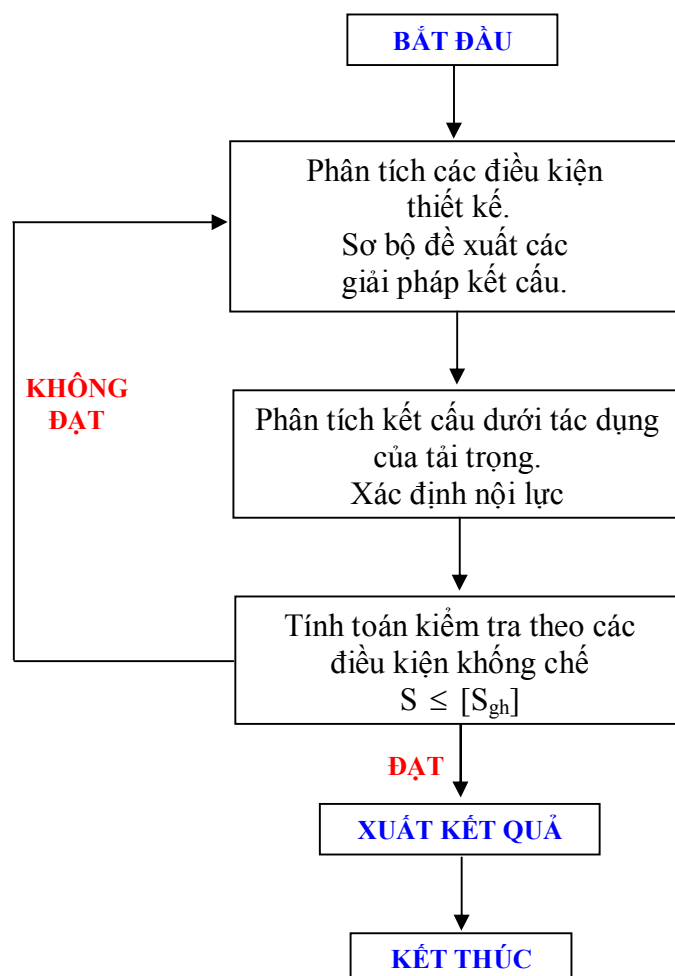 BẮT ĐẦU
Phân tích các điều kiện
thiết kế.
Sơ bộ đề xuất các
giải pháp kết cấu.
KHÔNG
ĐẠT
Phân tích kết cấu dưới tác dụng
của tải trọng.
Xác định nội lực
Tính toán kiểm tra theo các
điều kiện khống chế
S ≤ [S_gh]
ĐẠT
XUẤT KẾT QUẢ
KẾT THÚC